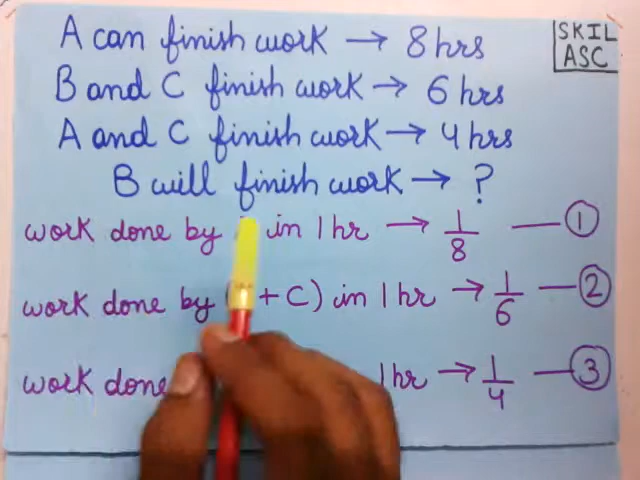 A can finish work → 8 hrs
SKIL
ASC
B and C finish work → 6 hrs
A and C finish work → 4 hrs
B will finish work → ?
work done by in 1 hr → 1/8 — ①
work done by + C) in 1 hr → 1/6 — ②
work done 1 hr → 1/4 — ③